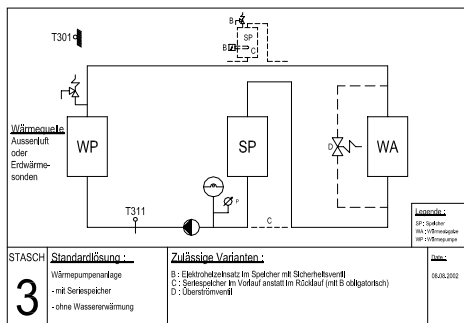 T301
B
SP
B
C
Wärmequelle
Aussenluft
oder
Erdwärme-
sonden
WP
SP
D
WA
P
T311
C
Legende :
SP : Speicher
WA : Wärmeabgabe
WP : Wärmepumpe
STASCH
3
Standardlösung :
Wärmepumpenanlage
- mit Seriespeicher
- ohne Wassererwärmung
Zulässige Varianten :
B : Elektroheizeinsatz im Speicher mit Sicherheitsventil
C : Seriespeicher im Vorlauf anstatt im Rücklauf (mit B obligatorisch)
D : Überströmventil
Date :
08.08.2002